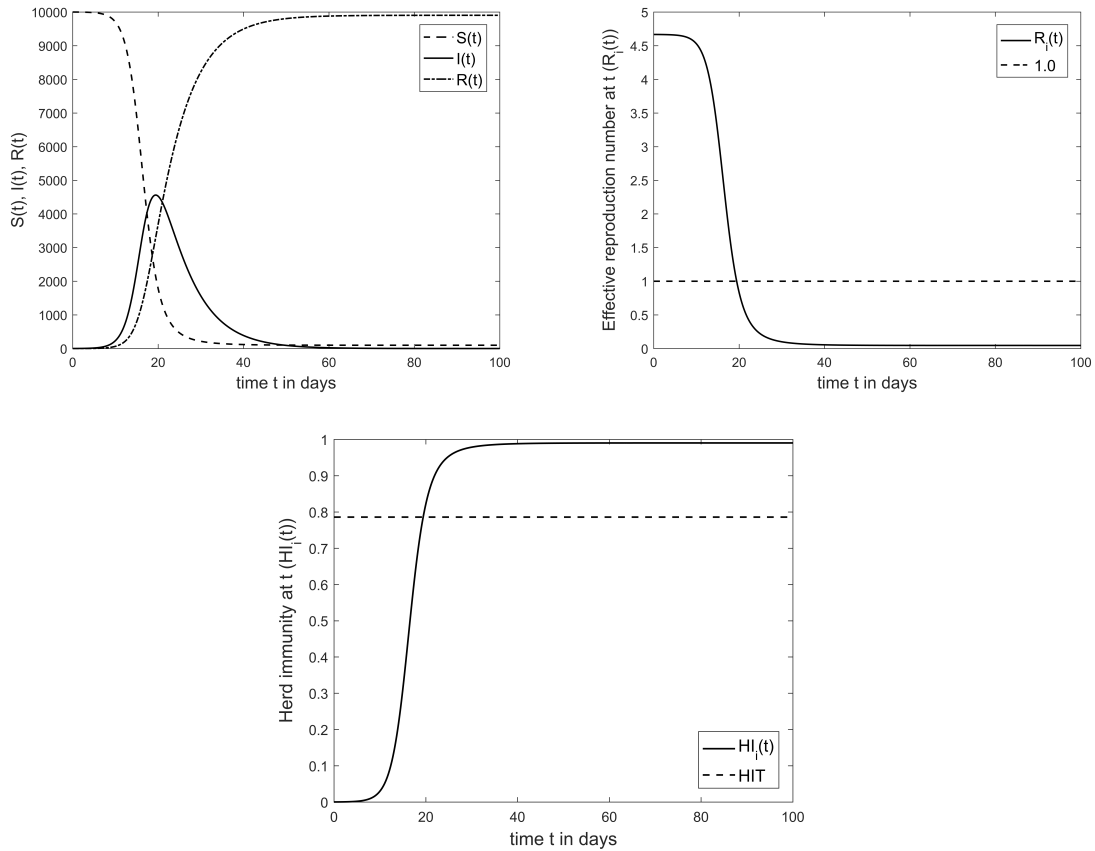 S(t), I(t), R(t)
10000
9000
8000
7000
6000
5000
4000
3000
2000
1000
0
0 20 40 60 80 100
time t in days
S(t)
I(t)
R(t)
Effective reproduction number at t (R_i(t))
5
4.5
4
3.5
3
2.5
2
1.5
1
0.5
0
0 20 40 60 80 100
time t in days
R_i(t)
1.0
Herd immunity at t (HI_i(t))
1
0.9
0.8
0.7
0.6
0.5
0.4
0.3
0.2
0.1
0
0 20 40 60 80 100
time t in days
HI_i(t)
HIT